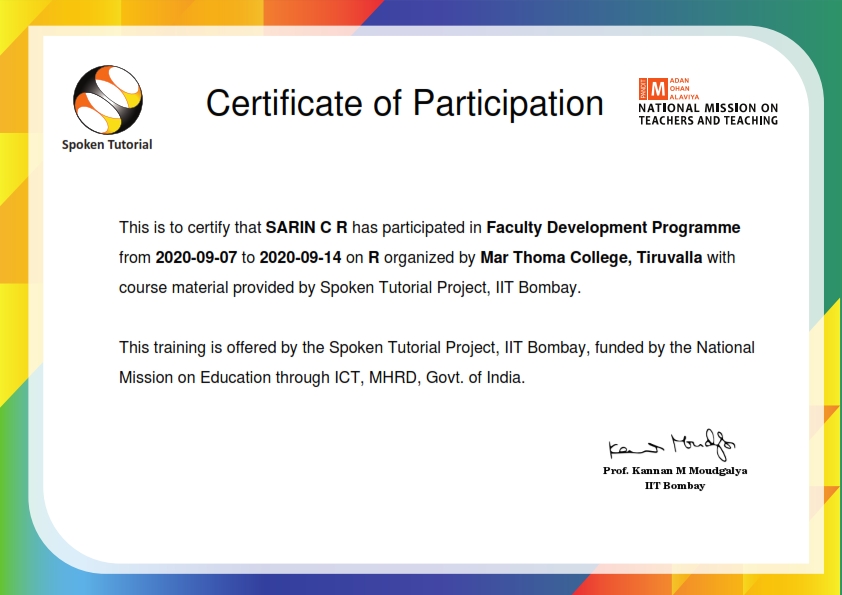 Certificate of Participation
Spoken Tutorial
PANDIT
MADAN
MOHAN
MALAVIYA
NATIONAL MISSION ON
TEACHERS AND TEACHING
This is to certify that SARIN C R has participated in Faculty Development Programme
from 2020-09-07 to 2020-09-14 on R organized by Mar Thoma College, Tiruvalla with
course material provided by Spoken Tutorial Project, IIT Bombay.
This training is offered by the Spoken Tutorial Project, IIT Bombay, funded by the National
Mission on Education through ICT, MHRD, Govt. of India.
Kannan Moudgalya
Prof. Kannan M Moudgalya
IIT Bombay